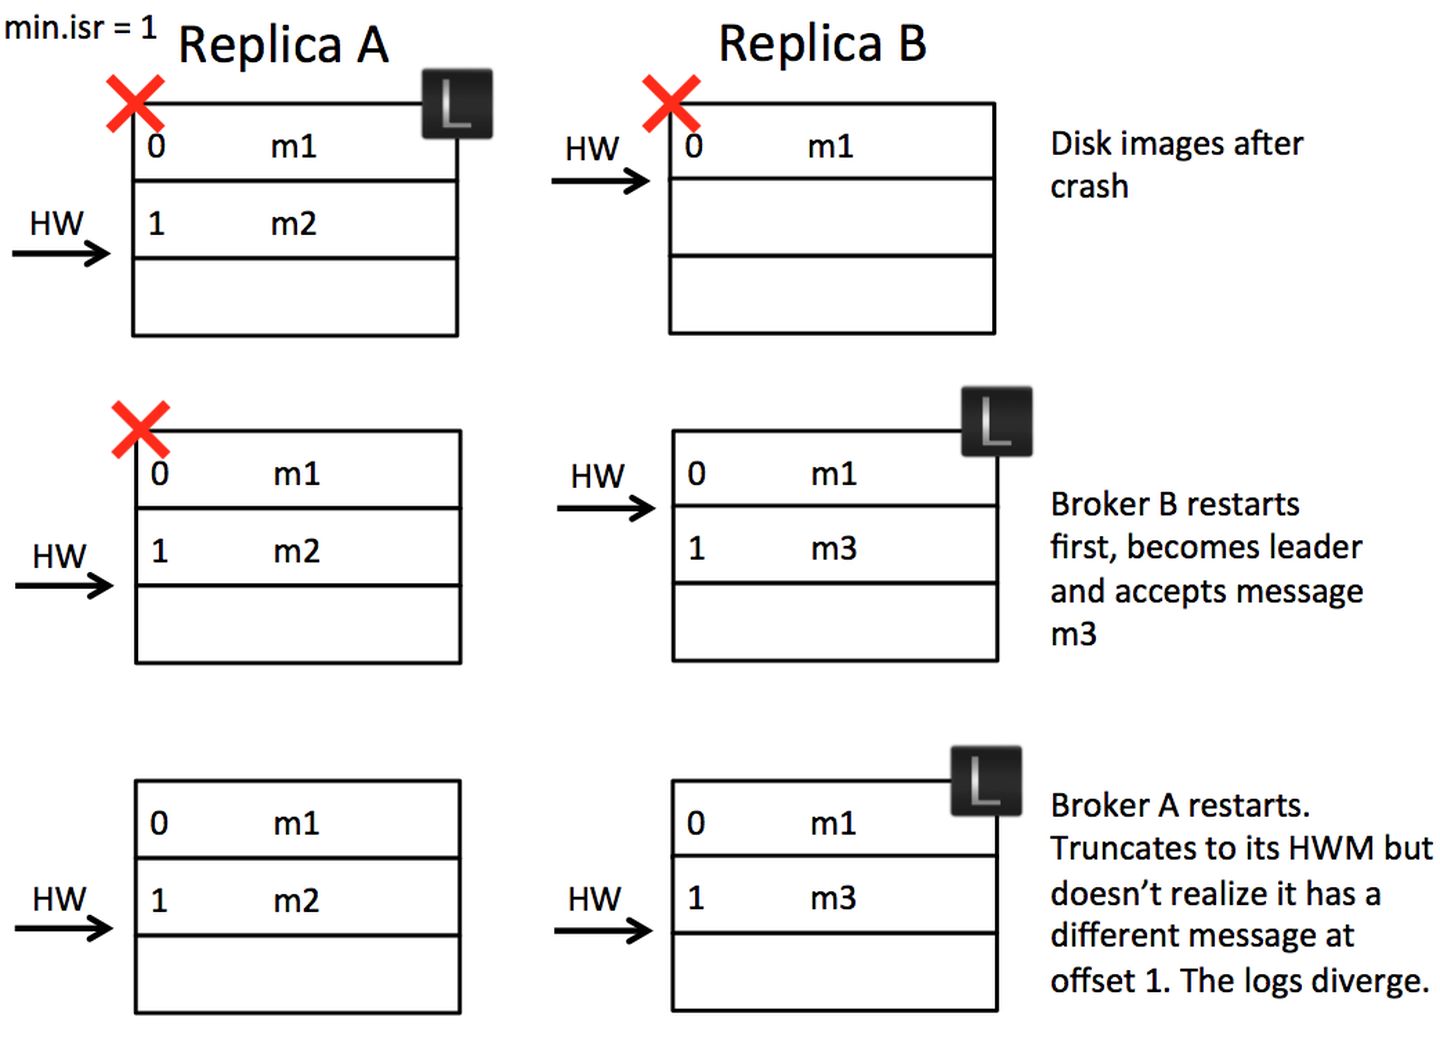 min.isr = 1
Replica A
Replica B
L
0 m1
HW
1 m2
HW
0 m1
Disk images after
crash
0 m1
HW
1 m2
L
HW
0 m1
1 m3
Broker B restarts
first, becomes leader
and accepts message
m3
0 m1
HW
1 m2
L
0 m1
HW
1 m3
Broker A restarts.
Truncates to its HWM but
doesn’t realize it has a
different message at
offset 1. The logs diverge.